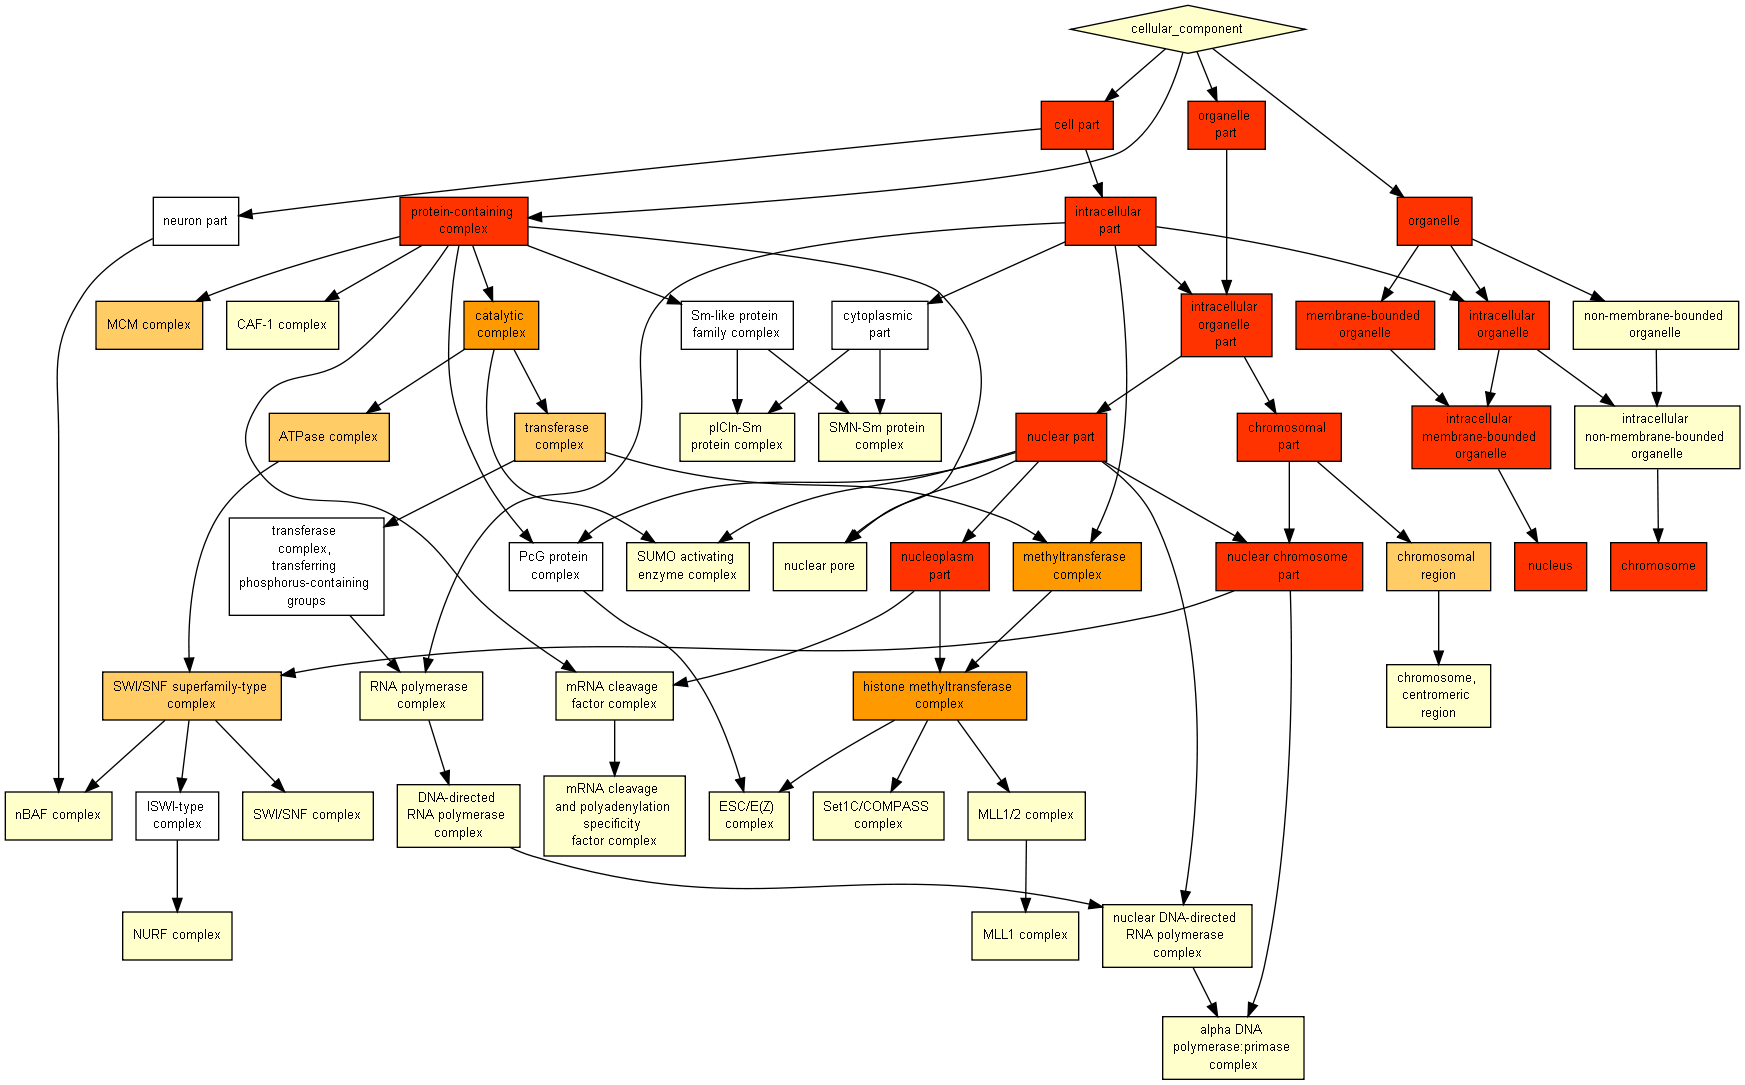 cellular_component
cell part
organelle
part
neuron part
protein-containing
complex
intracellular
part
organelle
MCM complex
CAF-1 complex
catalytic
complex
Sm-like protein
family complex
cytoplasmic
part
intracellular
organelle
part
membrane-bounded
organelle
intracellular
organelle
non-membrane-bounded
organelle
ATPase complex
transferase
complex
pICln-Sm
protein complex
SMN-Sm protein
complex
nuclear part
chromosomal
part
intracellular
membrane-bounded
organelle
intracellular
non-membrane-bounded
organelle
transferase
complex,
transferring
phosphorus-containing
groups
PcG protein
complex
SUMO activating
enzyme complex
nuclear pore
nucleoplasm
part
methyltransferase
complex
nuclear chromosome
part
chromosomal
region
nucleus
chromosome
SWI/SNF superfamily-type
complex
RNA polymerase
complex
mRNA cleavage
factor complex
histone methyltransferase
complex
chromosome,
centromeric
region
nBAF complex
ISWI-type
complex
SWI/SNF complex
DNA-directed
RNA polymerase
complex
mRNA cleavage
and polyadenylation
specificity
factor complex
ESC/E(Z)
complex
Set1C/COMPASS
complex
MLL1/2 complex
NURF complex
MLL1 complex
nuclear DNA-directed
RNA polymerase
complex
alpha DNA
polymerase:primase
complex